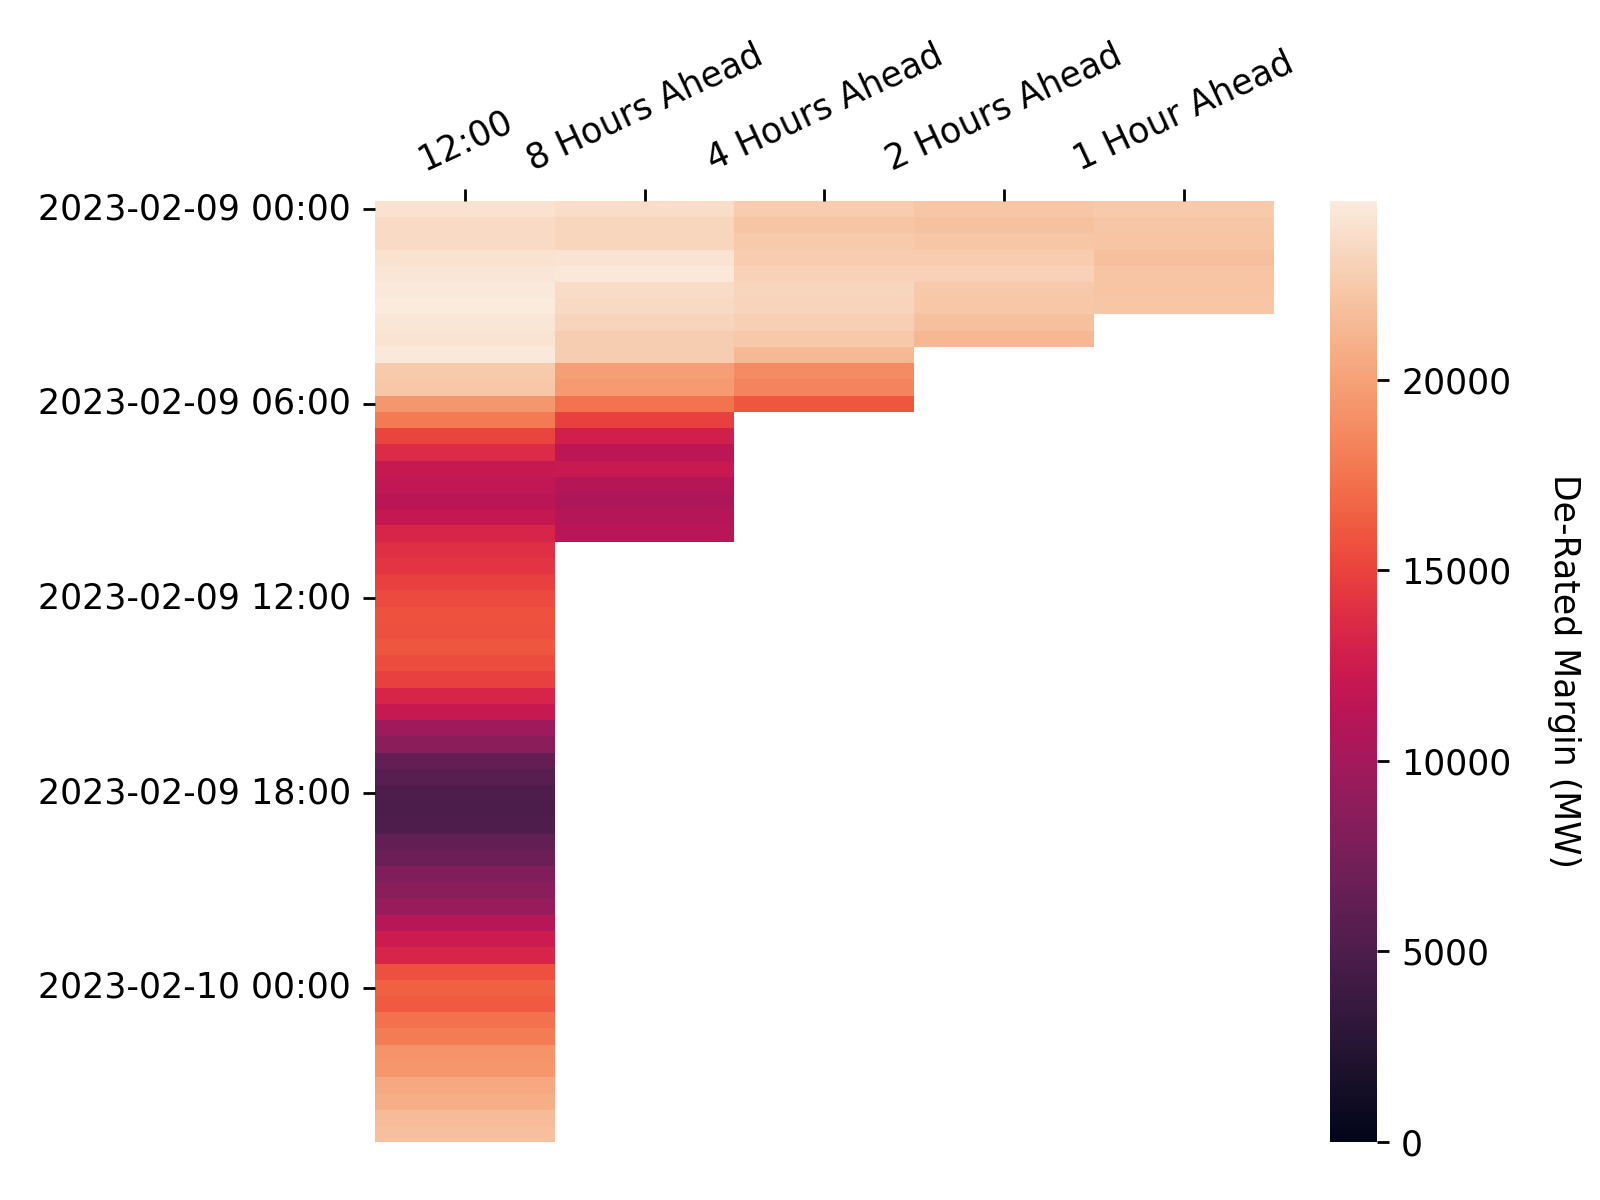 12:00
8 Hours Ahead
4 Hours Ahead
2 Hours Ahead
1 Hour Ahead
2023-02-09 00:00
2023-02-09 06:00
2023-02-09 12:00
2023-02-09 18:00
2023-02-10 00:00
20000
15000
10000
5000
0
De-Rated Margin (MW)